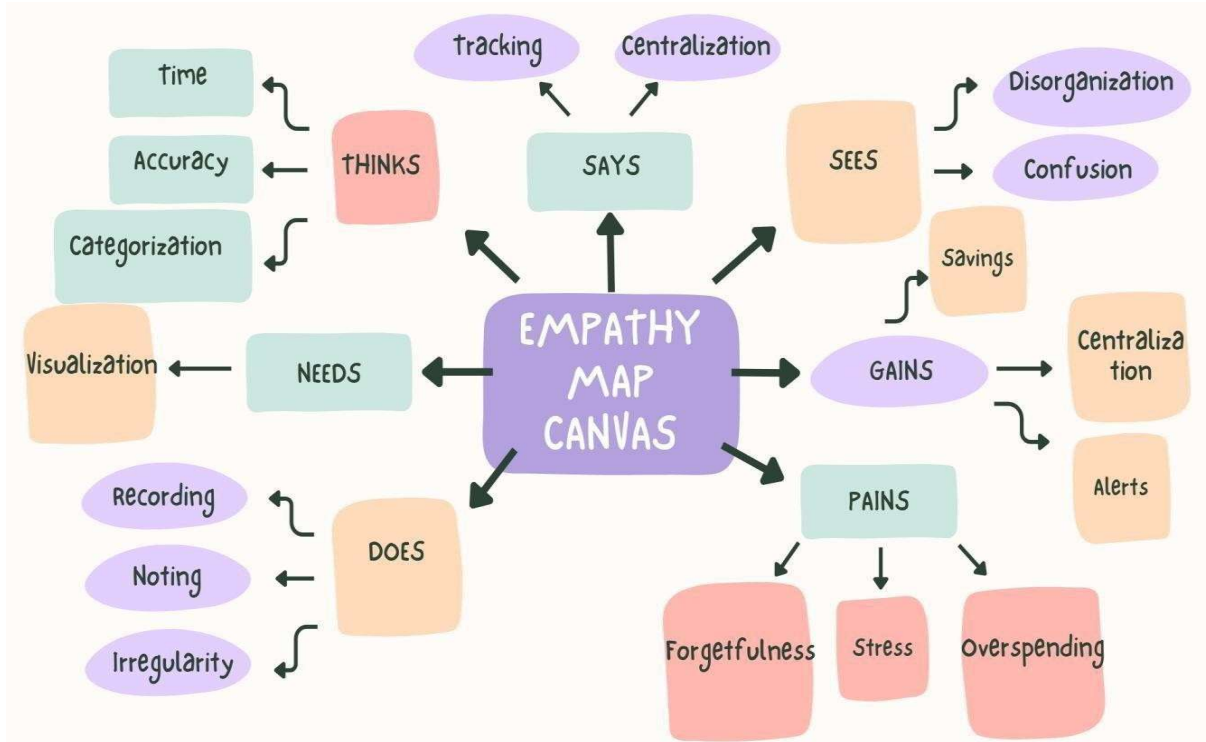 Tracking
Centralization
Time
Accuracy
Categorization
THINKS
SAYS
SEES
Disorganization
Confusion
Savings
EMPATHY
MAP
CANVAS
Visualization
NEEDS
GAINS
Centraliza
tion
Alerts
Recording
Noting
Irregularity
DOES
PAINS
Forgetfulness
Stress
Overspending